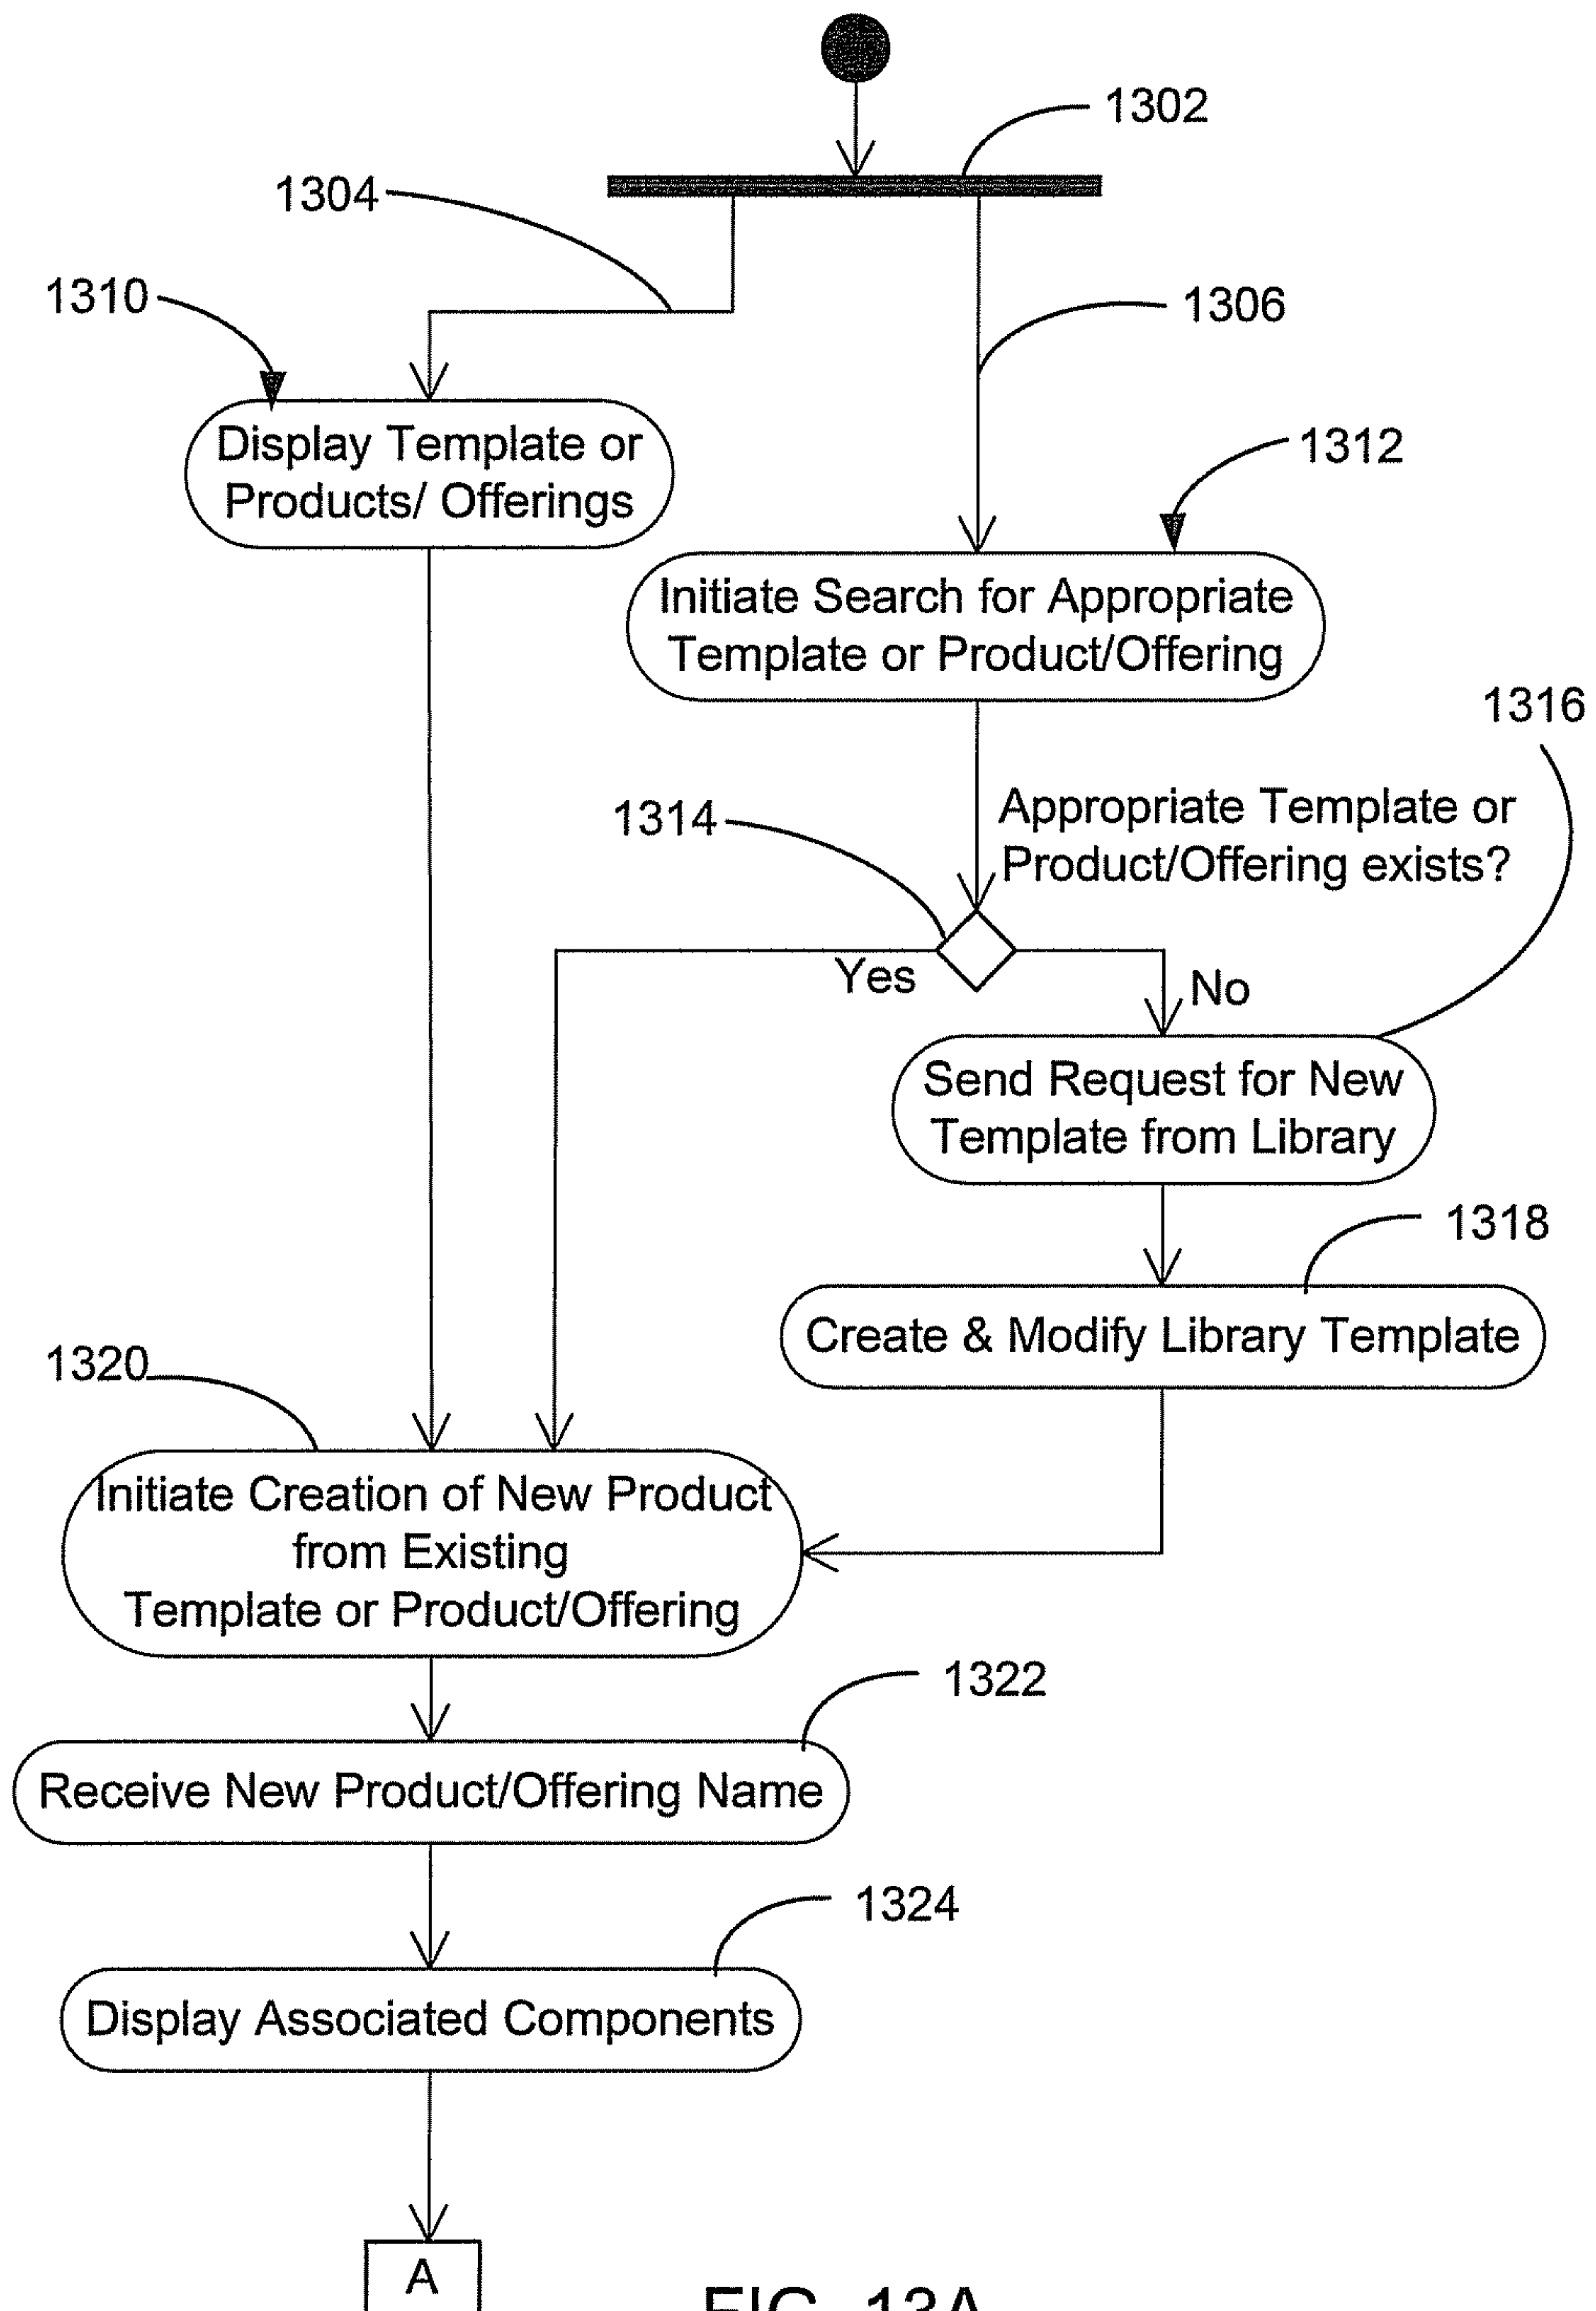 1302
1304
1310
1306
Display Template or
Products/ Offerings
1312
Initiate Search for Appropriate
Template or Product/Offering
1316
1314
Appropriate Template or
Product/Offering exists?
Yes
No
Send Request for New
Template from Library
1318
Create & Modify Library Template
1320
Initiate Creation of New Product
from Existing
Template or Product/Offering
1322
Receive New Product/Offering Name
1324
Display Associated Components
A
FIG. 13A